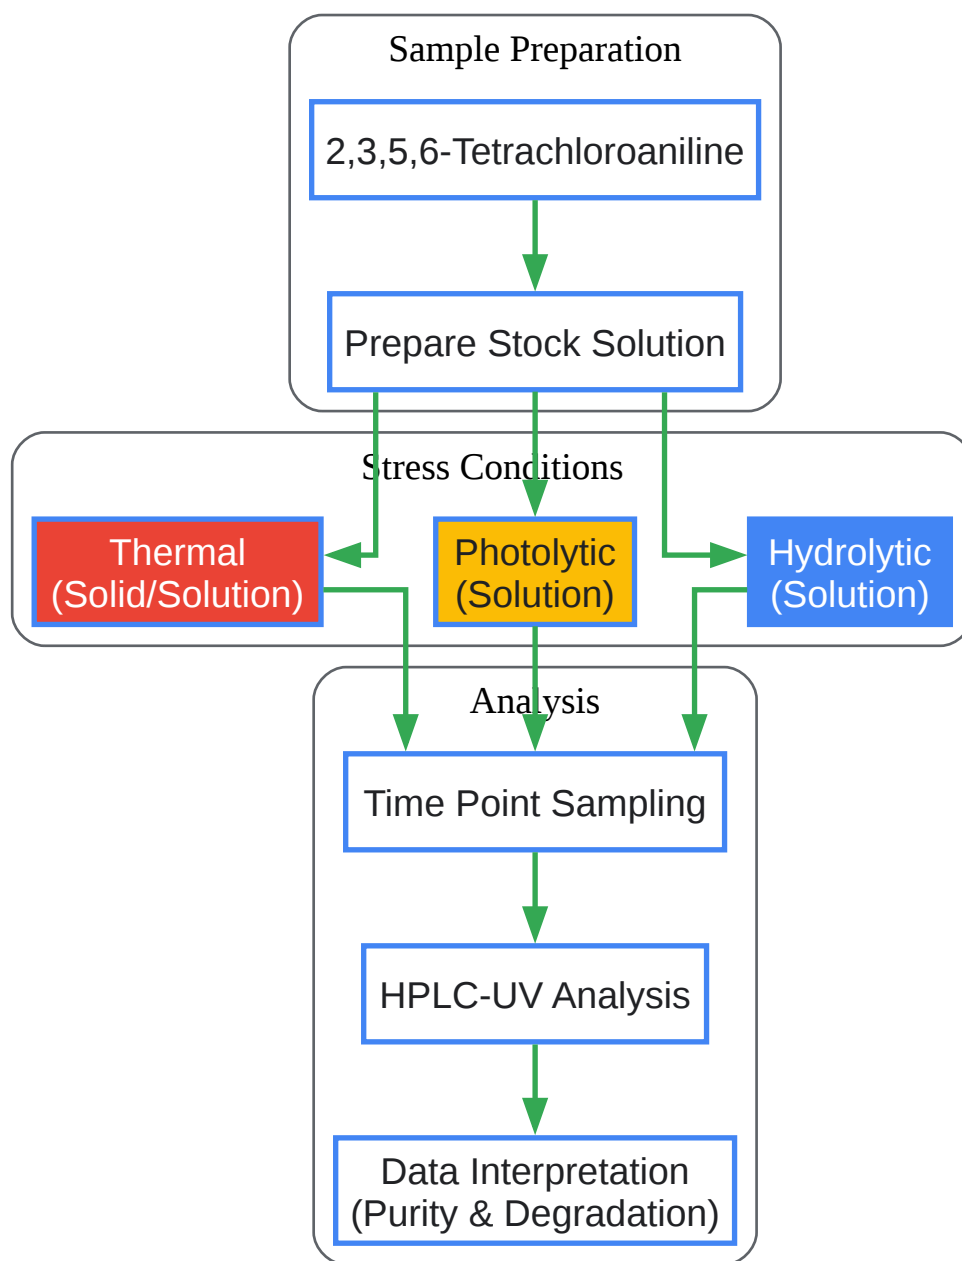 Sample Preparation
2,3,5,6-Tetrachloroaniline
Prepare Stock Solution
Stress Conditions
Thermal
(Solid/Solution)
Photolytic
(Solution)
Hydrolytic
(Solution)
Analysis
Time Point Sampling
HPLC-UV Analysis
Data Interpretation
(Purity & Degradation)